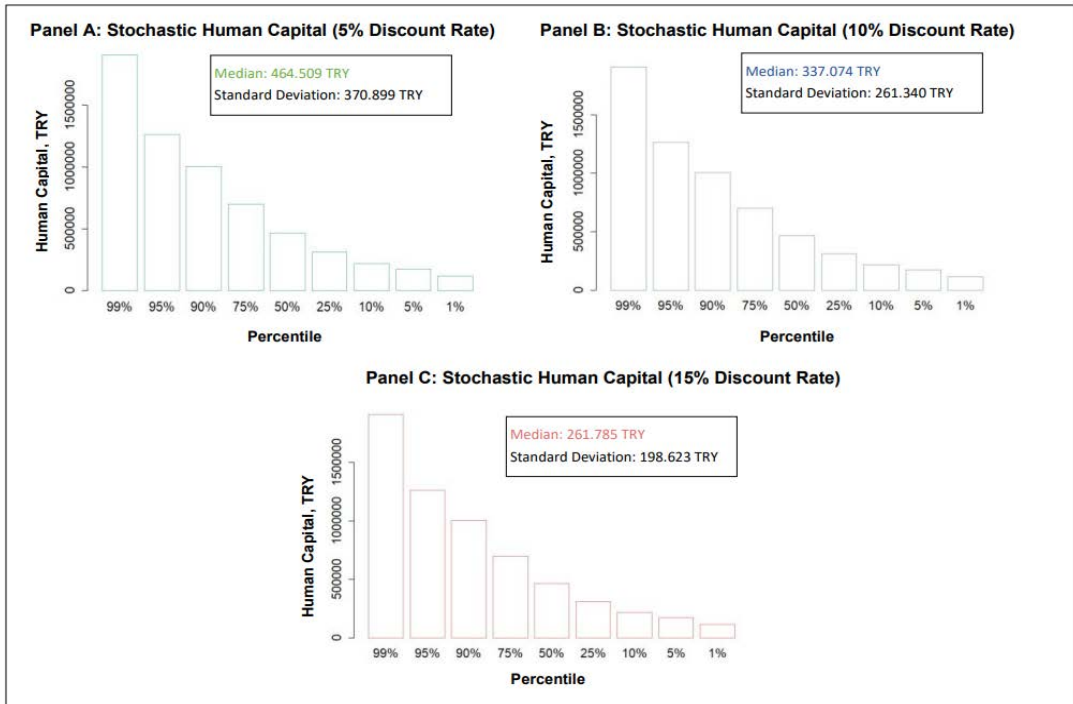 Panel A: Stochastic Human Capital (5% Discount Rate)
Median: 464.509 TRY
Standard Deviation: 370.899 TRY
Human Capital, TRY
1500000
1000000
500000
0
99% 95% 90% 75% 50% 25% 10% 5% 1%
Percentile
Panel B: Stochastic Human Capital (10% Discount Rate)
Median: 337.074 TRY
Standard Deviation: 261.340 TRY
Human Capital, TRY
1500000
1000000
500000
0
99% 95% 90% 75% 50% 25% 10% 5% 1%
Percentile
Panel C: Stochastic Human Capital (15% Discount Rate)
Median: 261.785 TRY
Standard Deviation: 198.623 TRY
Human Capital, TRY
1500000
1000000
500000
0
99% 95% 90% 75% 50% 25% 10% 5% 1%
Percentile